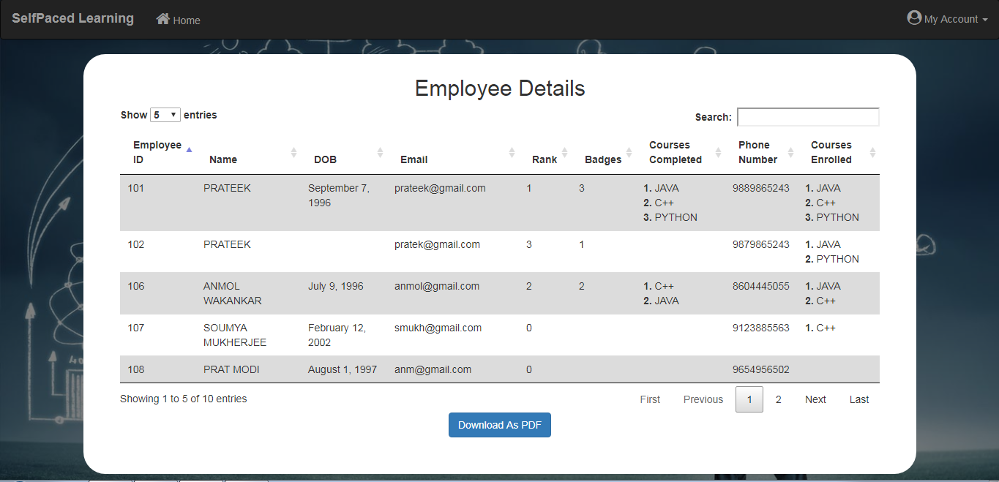 SelfPaced Learning Home My Account
Employee Details
Show 5 entries Search:
Employee ID Name DOB Email Rank Badges Courses Completed Phone Number Courses Enrolled
101 PRATEEK September 7, prateek@gmail.com 1 3 1. JAVA 9889865243 1. JAVA
1996 2. C++ 2. C++
3. PYTHON 3. PYTHON
102 PRATEEK pratek@gmail.com 3 1 9879865243 1. JAVA
2. PYTHON
106 ANMOL July 9, 1996 anmol@gmail.com 2 2 1. C++ 8604445055 1. JAVA
WAKANKAR 2. JAVA 2. C++
107 SOUMYA February 12, smukh@gmail.com 0 9123885563 1. C++
MUKHERJEE 2002
108 PRAT MODI August 1, 1997 anm@gmail.com 0 9654956502
Showing 1 to 5 of 10 entries First Previous 1 2 Next Last
Download As PDF